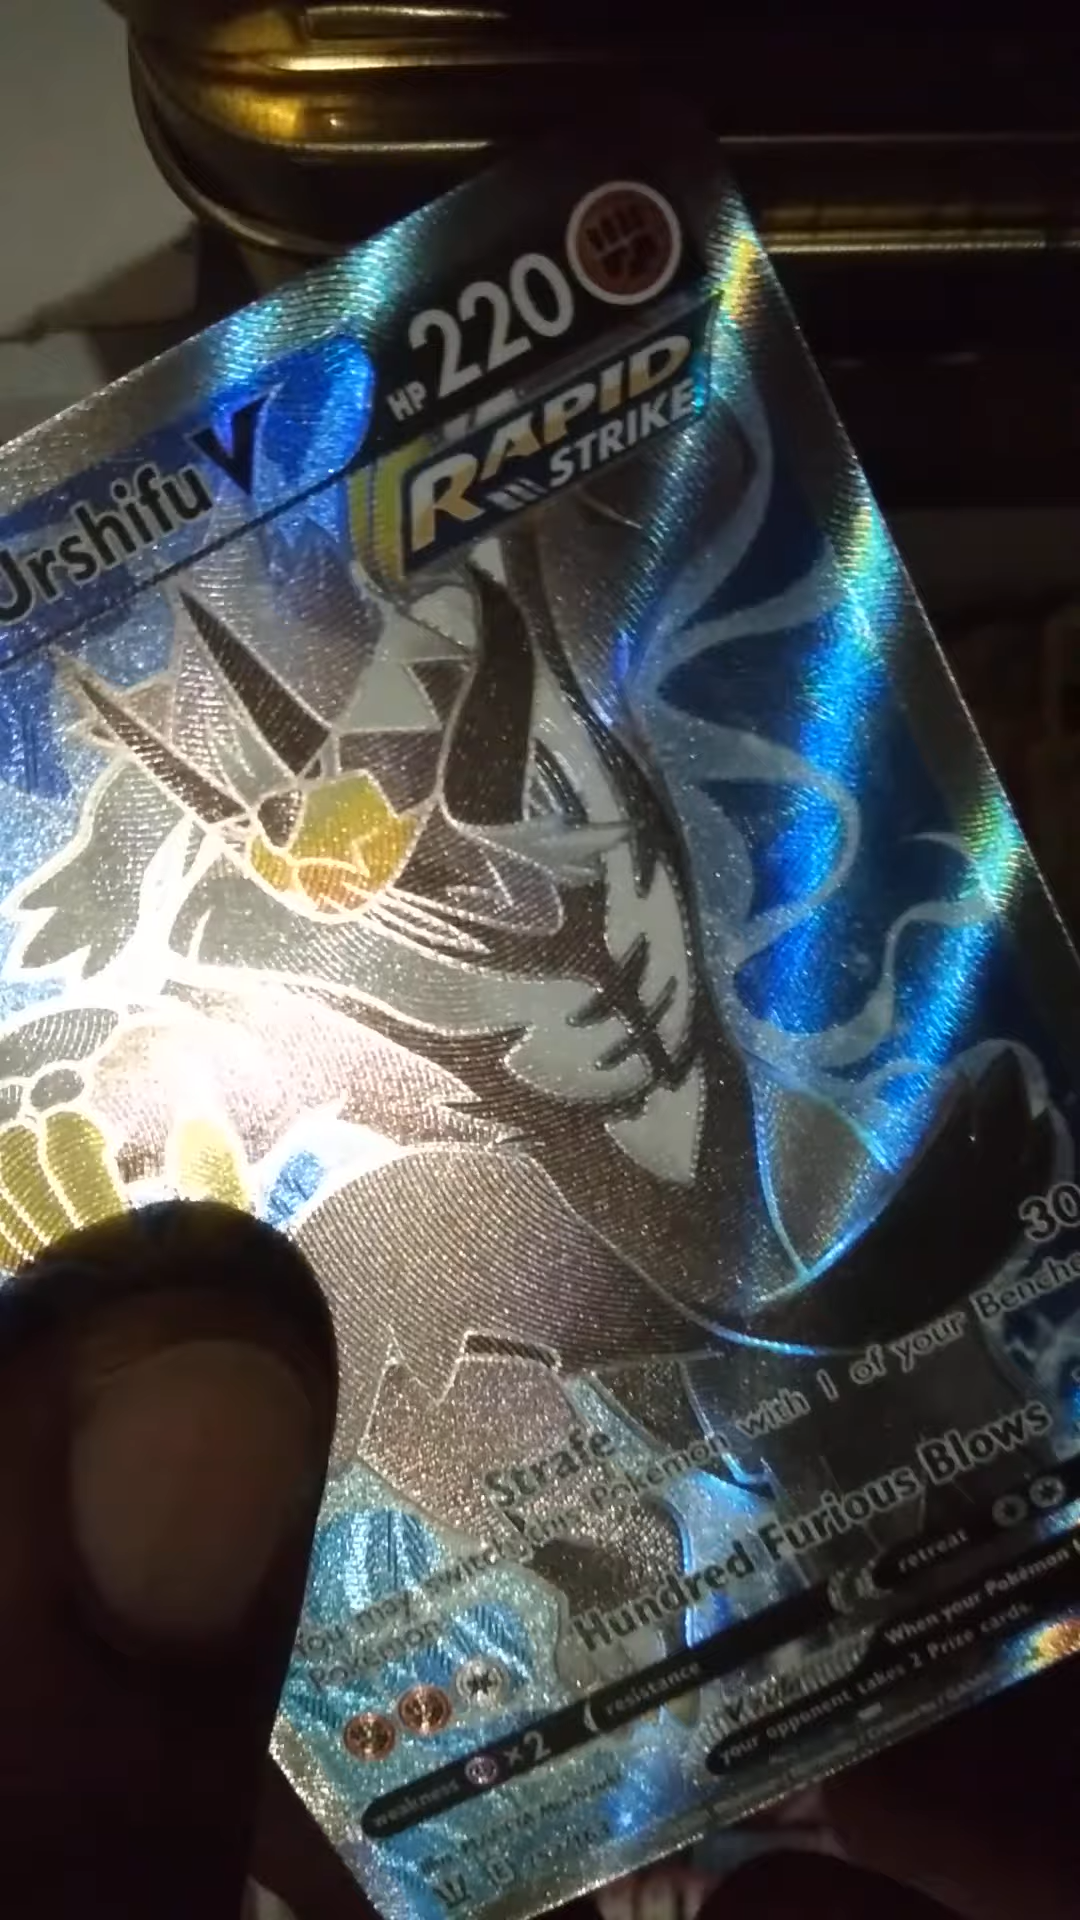 Urshifu V
HP 220
RAPID
STRIKE
Strafe 30
You may switch this Pokémon with 1 of your Benche
Pokémon
Hundred Furious Blows
weakness ×2
resistance
retreat
When your Pokémon
your opponent takes 2 Prize cards.